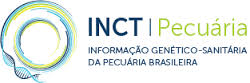 INCT | Pecuária
INFORMAÇÃO GENÉTICO-SANITÁRIA
DA PECUÁRIA BRASILEIRA